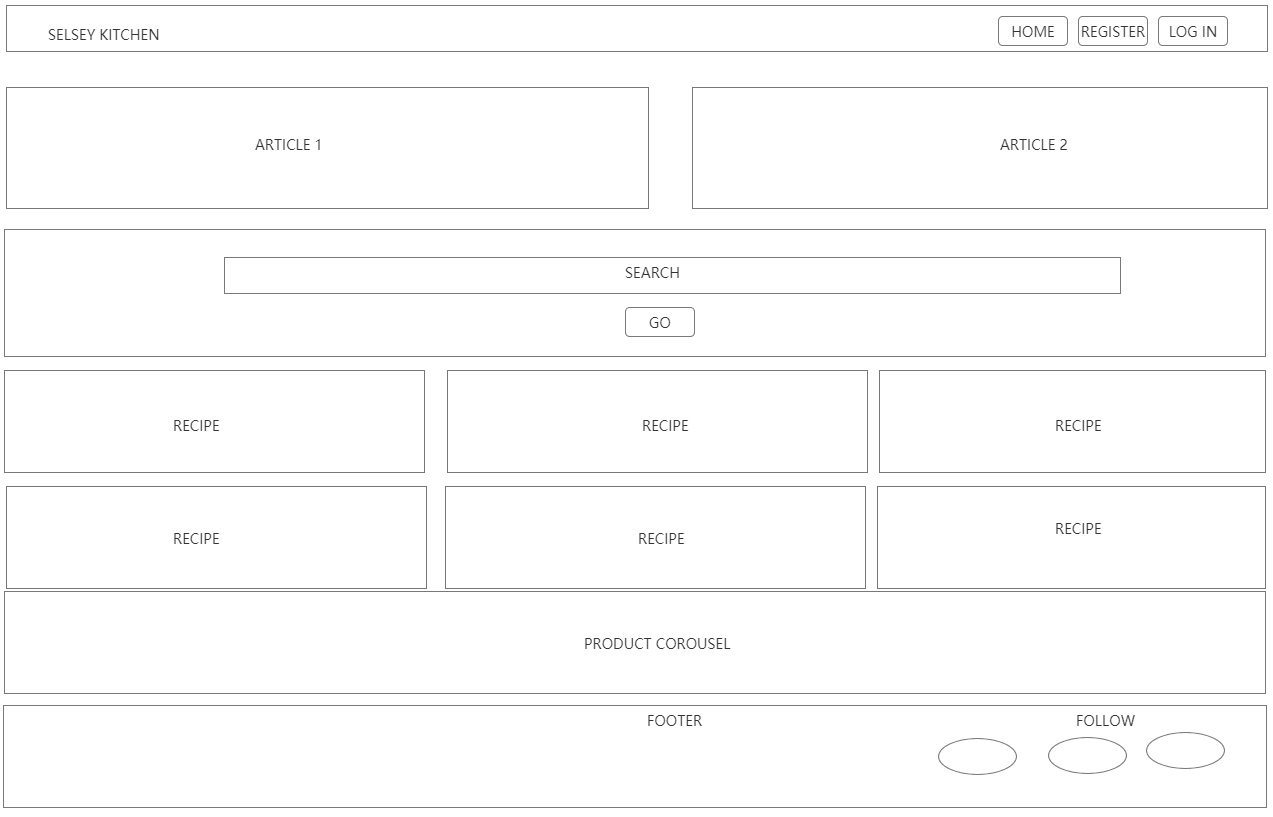 SELSEY KITCHEN
HOME
REGISTER
LOG IN
ARTICLE 1
ARTICLE 2
SEARCH
GO
RECIPE
RECIPE
RECIPE
RECIPE
RECIPE
RECIPE
PRODUCT COROUSEL
FOOTER
FOLLOW